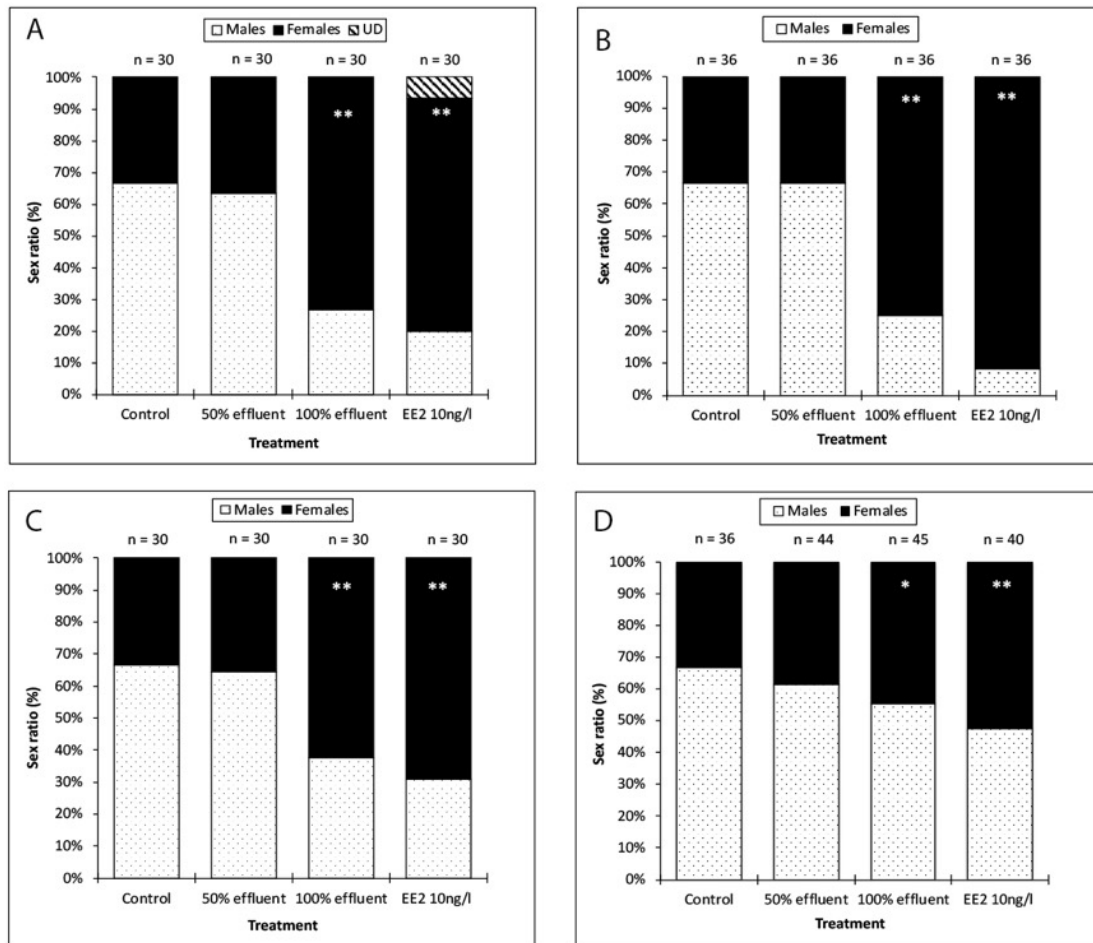 A
Males Females UD
n = 30 n = 30 n = 30 n = 30
100%
90%
80%
70%
60%
50%
40%
30%
20%
10%
0%
** **
Sex ratio (%)
Control 50% effluent 100% effluent EE2 10ng/l
Treatment
B
Males Females
n = 36 n = 36 n = 36 n = 36
100%
90%
80%
70%
60%
50%
40%
30%
20%
10%
0%
** **
Sex ratio (%)
Control 50% effluent 100% effluent EE2 10ng/l
Treatment
C
Males Females
n = 30 n = 30 n = 30 n = 30
100%
90%
80%
70%
60%
50%
40%
30%
20%
10%
0%
** **
Sex ratio (%)
Control 50% effluent 100% effluent EE2 10ng/l
Treatment
D
Males Females
n = 36 n = 44 n = 45 n = 40
100%
90%
80%
70%
60%
50%
40%
30%
20%
10%
0%
* **
Sex ratio (%)
Control 50% effluent 100% effluent EE2 10ng/l
Treatment